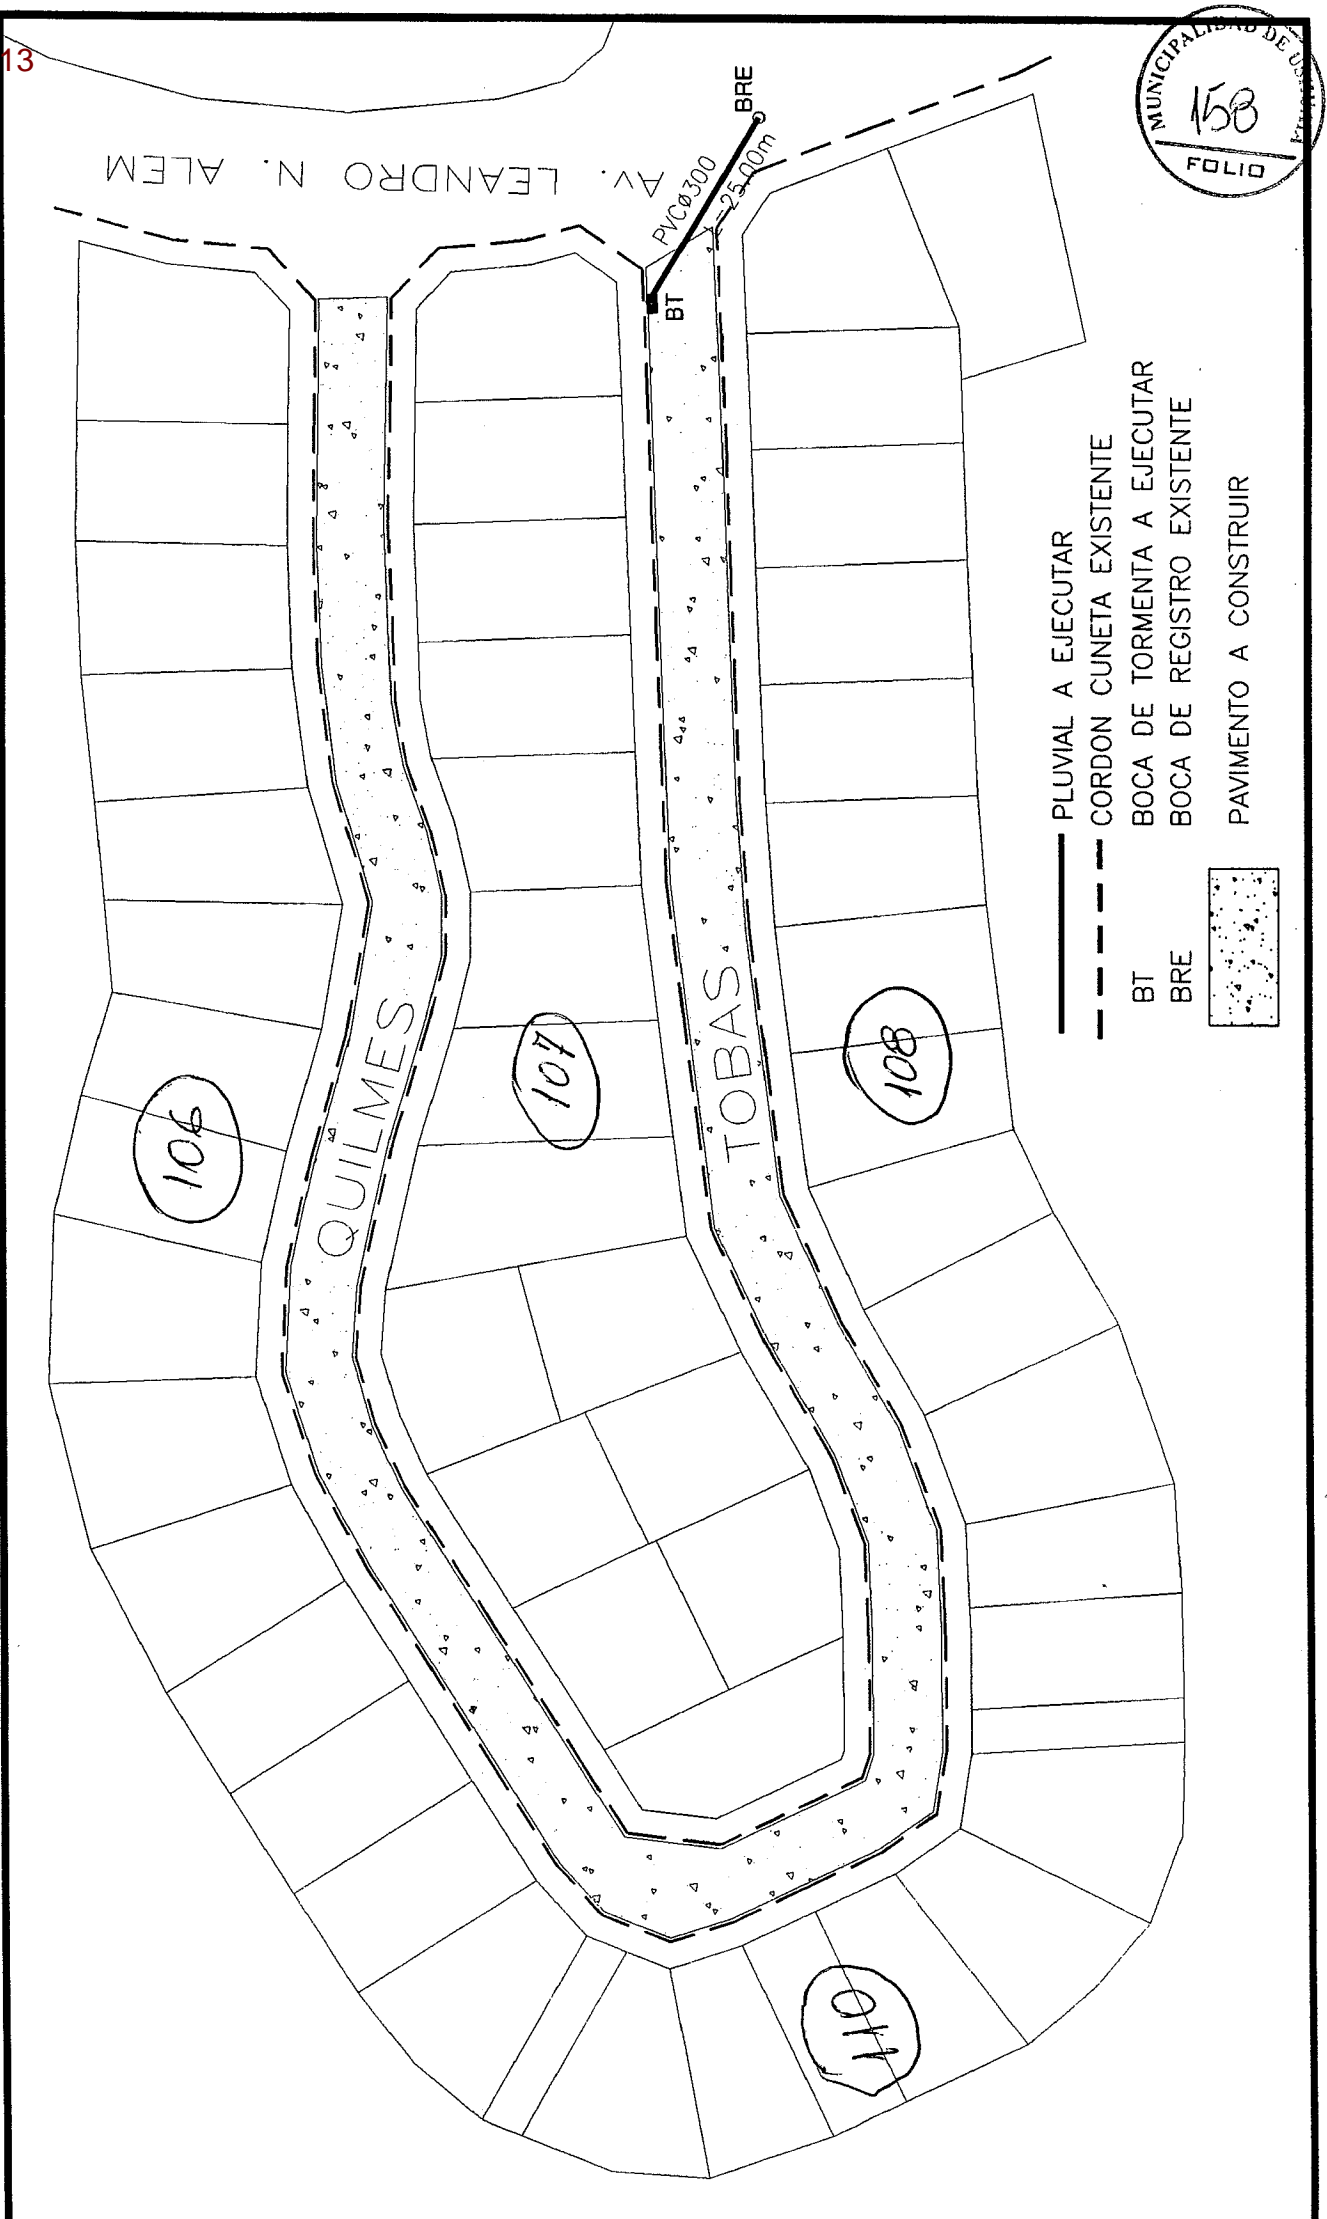 13
MUNICIPALIDAD DE
158
FOLIO
Av. LEANDRO N. ALEM
BRE
PVCø300
L=25.00m
BT
QUILMES
TOBAS
106
107
108
110
PLUVIAL A EJECUTAR
CORDON CUNETA EXISTENTE
BT BOCA DE TORMENTA A EJECUTAR
BRE BOCA DE REGISTRO EXISTENTE
PAVIMENTO A CONSTRUIR